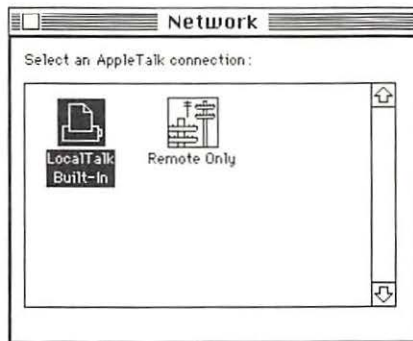 Network
Select an AppleTalk connection:
LocalTalk
Built-In
Remote Only